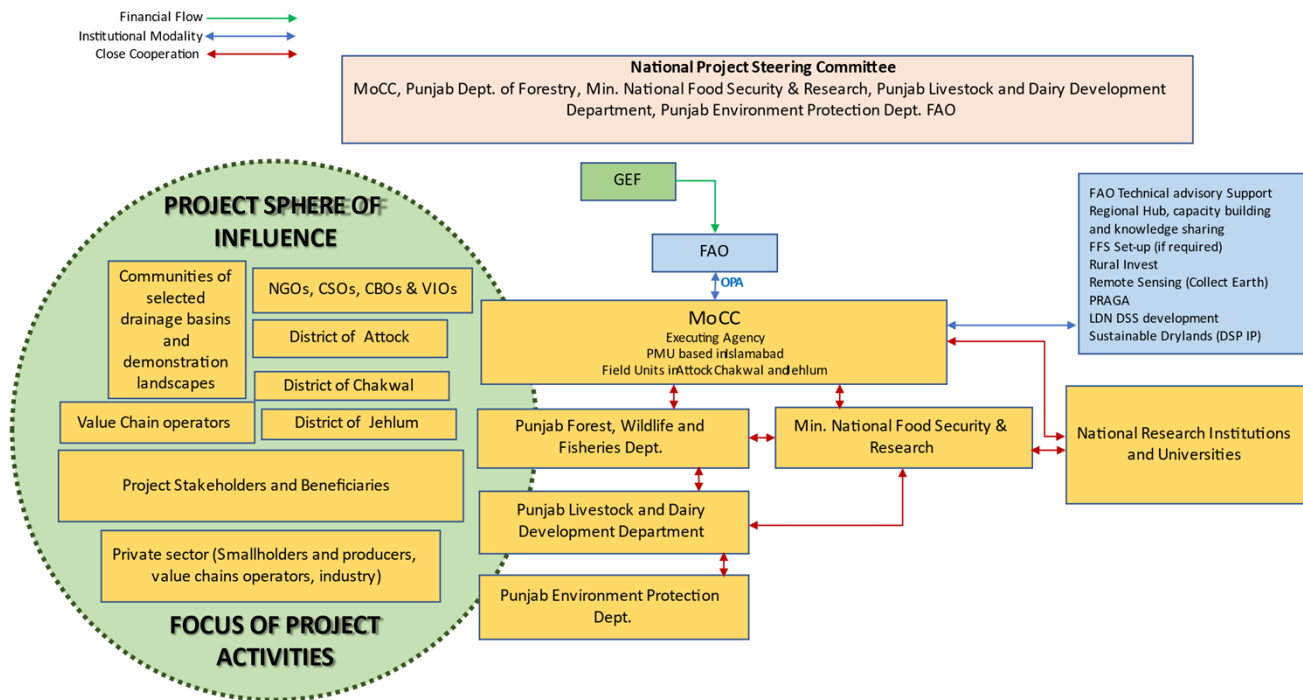 Financial Flow
Institutional Modality
Close Cooperation
National Project Steering Committee
MoCC, Punjab Dept. of Forestry, Min. National Food Security & Research, Punjab Livestock and Dairy Development
Department, Punjab Environment Protection Dept. FAO
GEF
FAO
OPA
FAO Technical advisory Support
Regional Hub, capacity building
and knowledge sharing
FFS Set-up (if required)
Rural Invest
Remote Sensing (Collect Earth)
PRAGA
LDN DSS development
Sustainable Drylands (DSP IP)
PROJECT SPHERE OF
INFLUENCE
Communities of
selected
drainage basins
and
demonstration
landscapes
NGOs, CSOs, CBOs & VIOs
District of Attock
District of Chakwal
Value Chain operators
District of Jehlum
Project Stakeholders and Beneficiaries
Private sector (Smallholders and producers,
value chains operators, industry)
FOCUS OF PROJECT
ACTIVITIES
MoCC
Executing Agency
PMU based in Islamabad
Field Units in Attock Chakwal and Jehlum
Punjab Forest, Wildlife and
Fisheries Dept.
Min. National Food Security &
Research
National Research Institutions
and Universities
Punjab Livestock and Dairy
Development Department
Punjab Environment Protection
Dept.